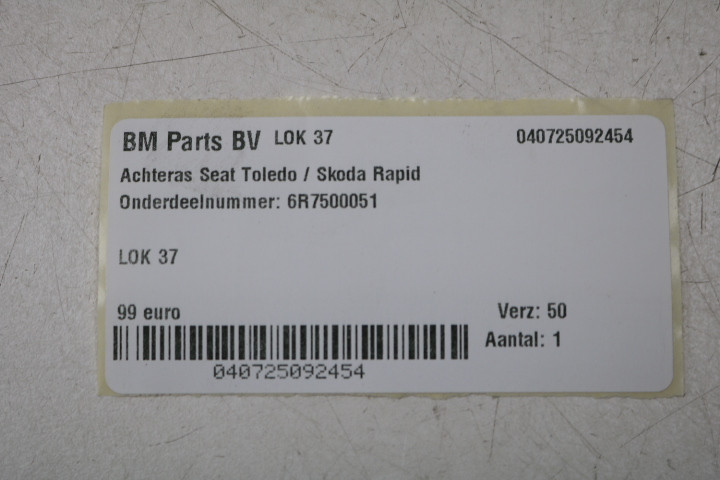 BM Parts BV LOK 37 040725092454
Achteras Seat Toledo / Skoda Rapid
Onderdeelnummer: 6R7500051
LOK 37
99 euro Verz: 50
Aantal: 1
040725092454